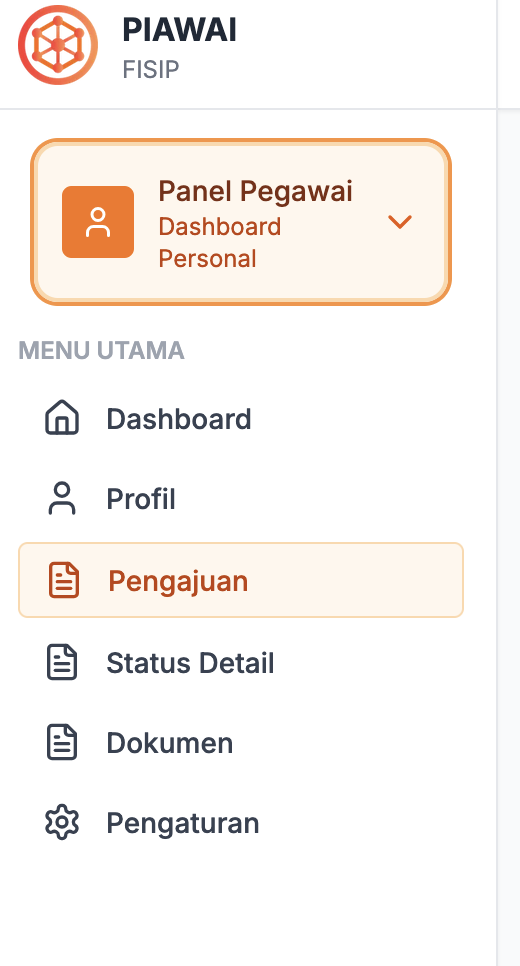 PIAWAI
FISIP
Panel Pegawai
Dashboard
Personal
MENU UTAMA
Dashboard
Profil
Pengajuan
Status Detail
Dokumen
Pengaturan